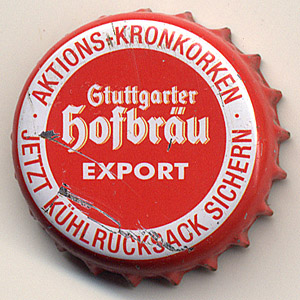 · AKTIONS-KRONKORKEN ·
Stuttgarter
Hofbräu
EXPORT
JETZT KÜHLRUCKSACK SICHERN